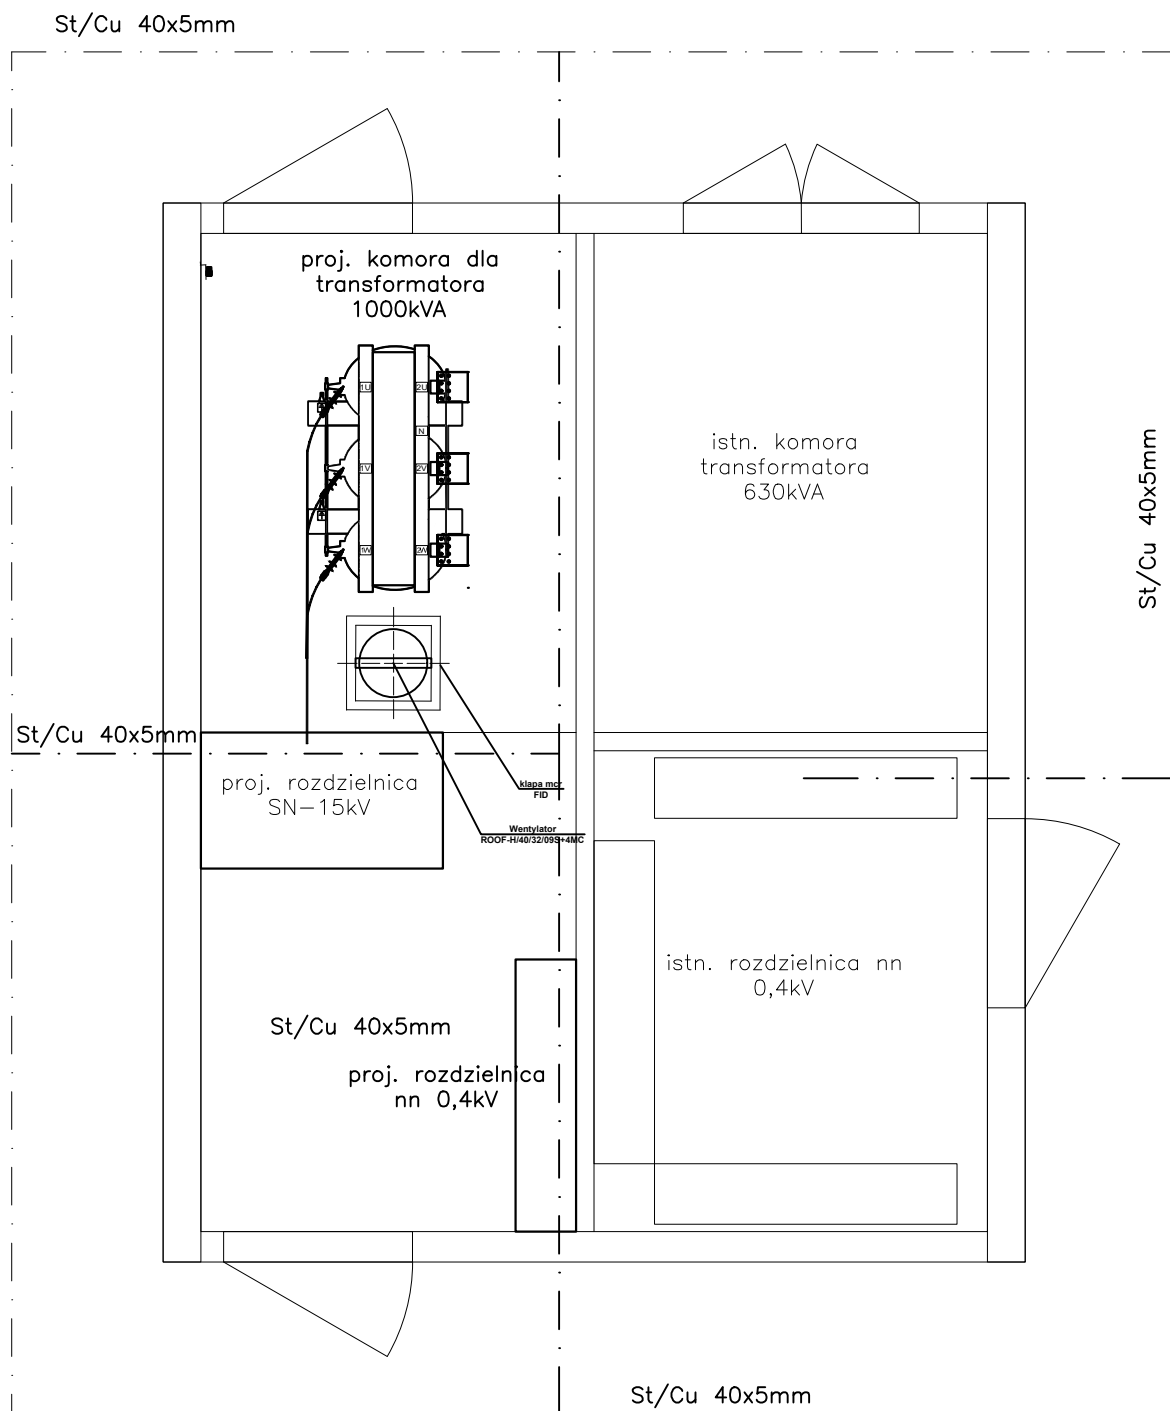 St/Cu 40x5mm
proj. komora dla
transformatora
1000kVA
1U
2U
N
1V
2V
1W
2W
istn. komora
transformatora
630kVA
St/Cu 40x5mm
St/Cu 40x5mm
proj. rozdzielnica
SN-15kV
klapa mcr
FID
Wentylator
ROOF-H/40/32/09S+4MC
istn. rozdzielnica nn
0,4kV
St/Cu 40x5mm
proj. rozdzielnica
nn 0,4kV
St/Cu 40x5mm